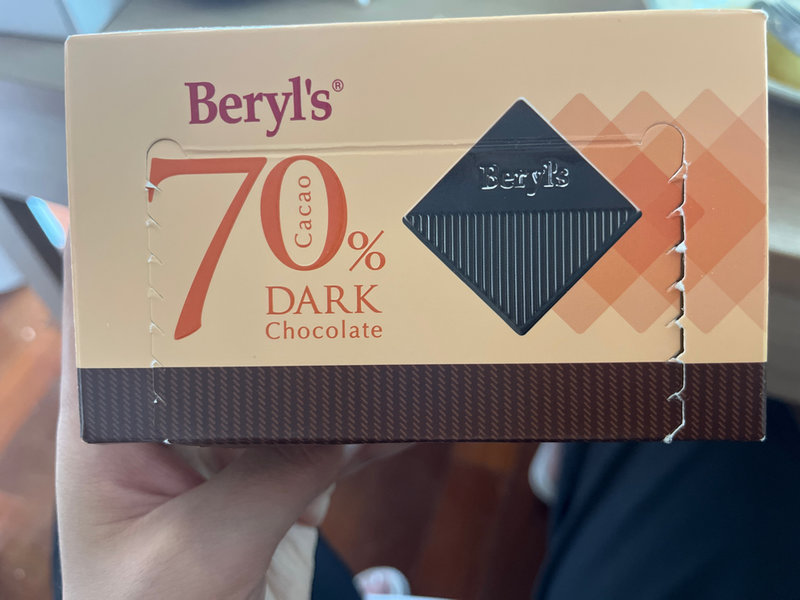 Beryl's®
70%
Cacao
DARK
Chocolate
Beryl's